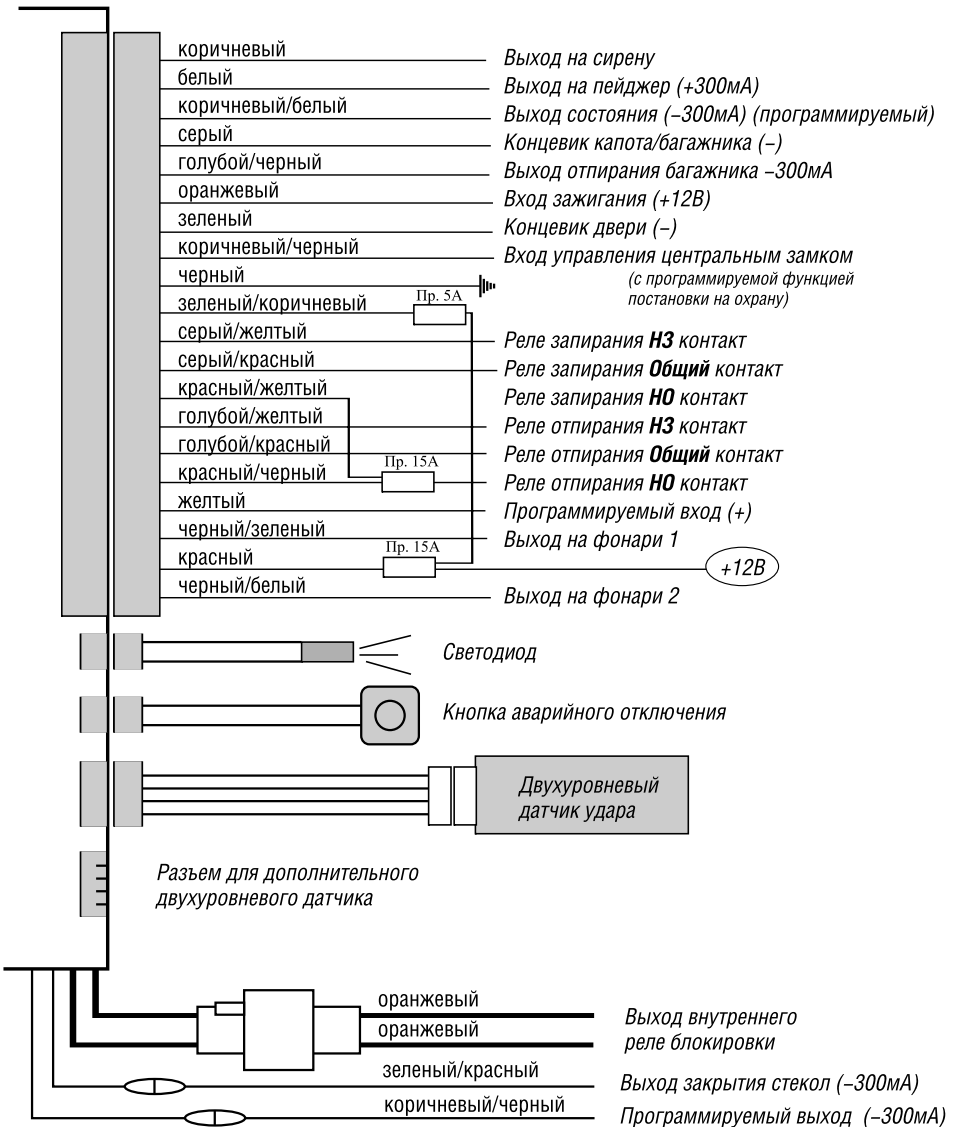 коричневый
Выход на сирену
белый
Выход на пейджер (+300мА)
коричневый/белый
Выход состояния (–300мА) (программируемый)
серый
Концевик капота/багажника (–)
голубой/черный
Выход отпирания багажника –300мА
оранжевый
Вход зажигания (+12В)
зеленый
Концевик двери (–)
коричневый/черный
Вход управления центральным замком
(с программируемой функцией
постановки на охрану)
черный
зеленый/коричневый
Пр. 5А
серый/желтый
Реле запирания НЗ контакт
серый/красный
Реле запирания Общий контакт
красный/желтый
Реле запирания НО контакт
голубой/желтый
Реле отпирания НЗ контакт
голубой/красный
Реле отпирания Общий контакт
красный/черный
Пр. 15А
Реле отпирания НО контакт
желтый
Программируемый вход (+)
черный/зеленый
Выход на фонари 1
красный
Пр. 15А
+12В
черный/белый
Выход на фонари 2
Светодиод
Кнопка аварийного отключения
Двухуровневый
датчик удара
Разъем для дополнительного
двухуровневого датчика
оранжевый
оранжевый
Выход внутреннего
реле блокировки
зеленый/красный
Выход закрытия стекол (–300мА)
коричневый/черный
Программируемый выход (–300мА)